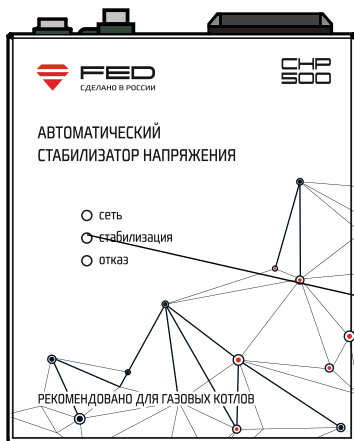 FED
СДЕЛАНО В РОССИИ
СНР
500
АВТОМАТИЧЕСКИЙ
СТАБИЛИЗАТОР НАПРЯЖЕНИЯ
сеть
стабилизация
отказ
РЕКОМЕНДОВАНО ДЛЯ ГАЗОВЫХ КОТЛОВ